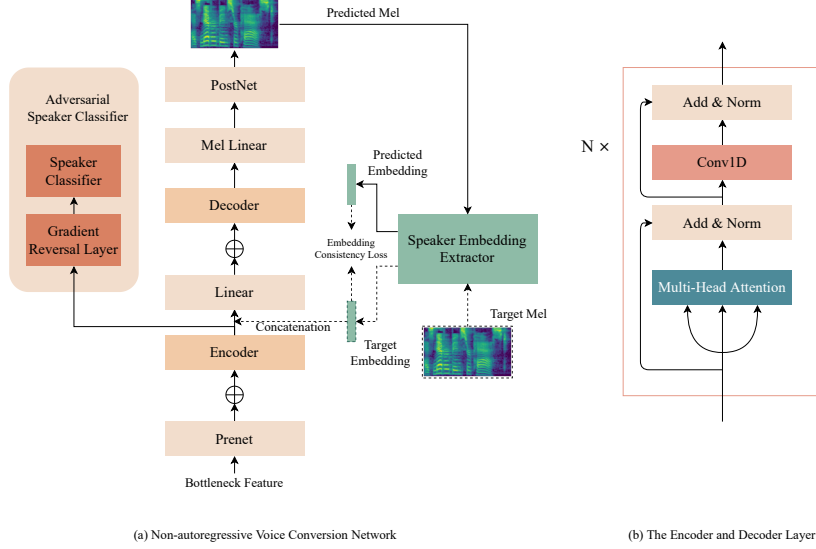 Predicted Mel
PostNet
Adversarial
Speaker Classifier
Mel Linear
Speaker
Classifier
Predicted
Embedding
Decoder
Gradient
Reversal Layer
Speaker Embedding
Extractor
Embedding
Consistency Loss
Linear
Concatenation
Target Mel
Encoder
Target
Embedding
Prenet
Bottleneck Feature
(a) Non-autoregressive Voice Conversion Network
N ×
Add & Norm
Conv1D
Add & Norm
Multi-Head Attention
(b) The Encoder and Decoder Layer